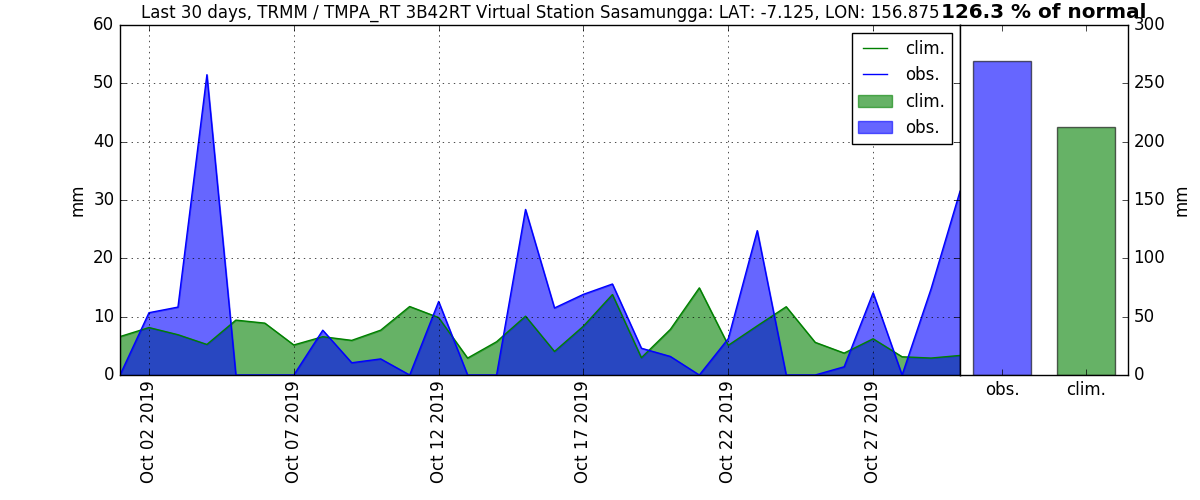 Last 30 days, TRMM / TMPA_RT 3B42RT Virtual Station Sasamungga: LAT: -7.125, LON: 156.875
126.3 % of normal
60
50
40
30
20
10
0
mm
clim.
obs.
clim.
obs.
Oct 02 2019
Oct 07 2019
Oct 12 2019
Oct 17 2019
Oct 22 2019
Oct 27 2019
300
250
200
150
100
50
0
mm
obs.
clim.